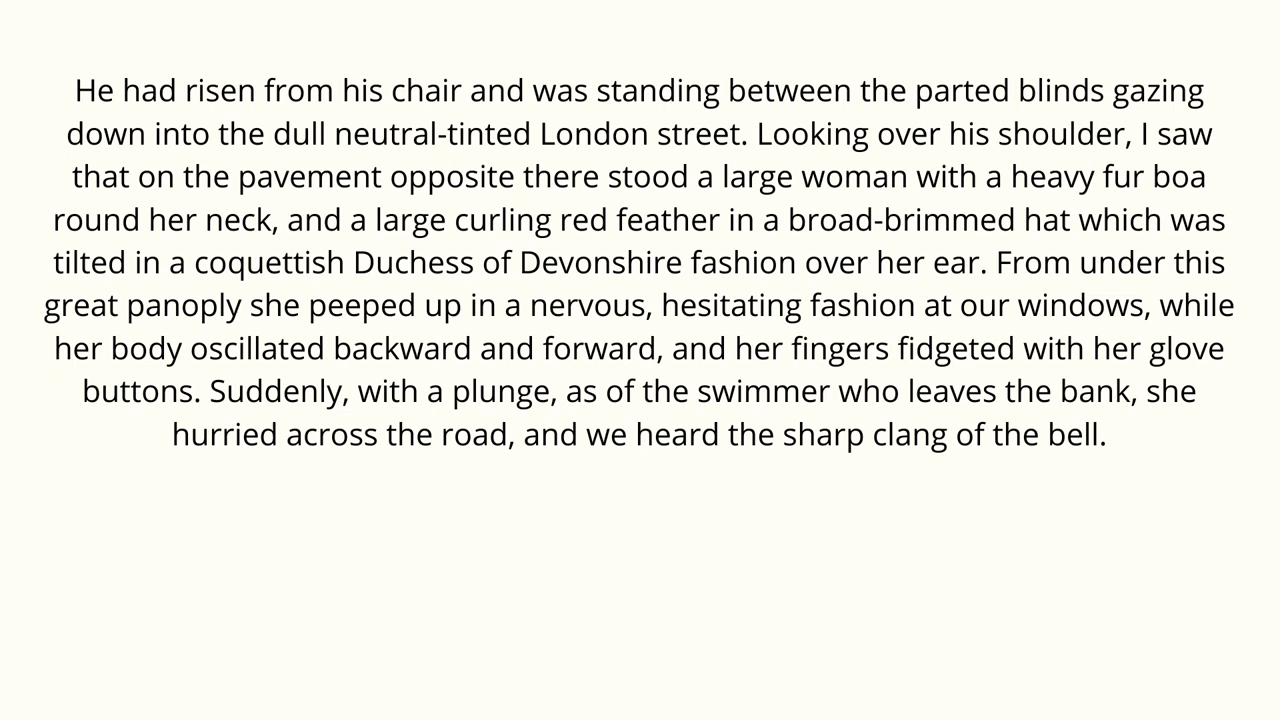 He had risen from his chair and was standing between the parted blinds gazing
down into the dull neutral-tinted London street. Looking over his shoulder, I saw
that on the pavement opposite there stood a large woman with a heavy fur boa
round her neck, and a large curling red feather in a broad-brimmed hat which was
tilted in a coquettish Duchess of Devonshire fashion over her ear. From under this
great panoply she peeped up in a nervous, hesitating fashion at our windows, while
her body oscillated backward and forward, and her fingers fidgeted with her glove
buttons. Suddenly, with a plunge, as of the swimmer who leaves the bank, she
hurried across the road, and we heard the sharp clang of the bell.